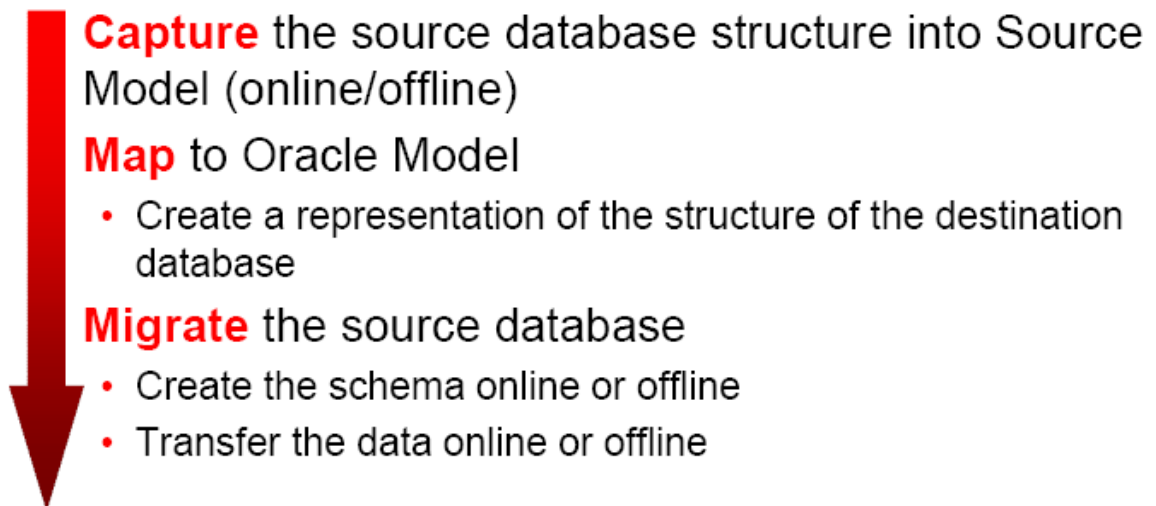 Capture the source database structure into Source
Model (online/offline)
Map to Oracle Model
• Create a representation of the structure of the destination
database
Migrate the source database
• Create the schema online or offline
• Transfer the data online or offline